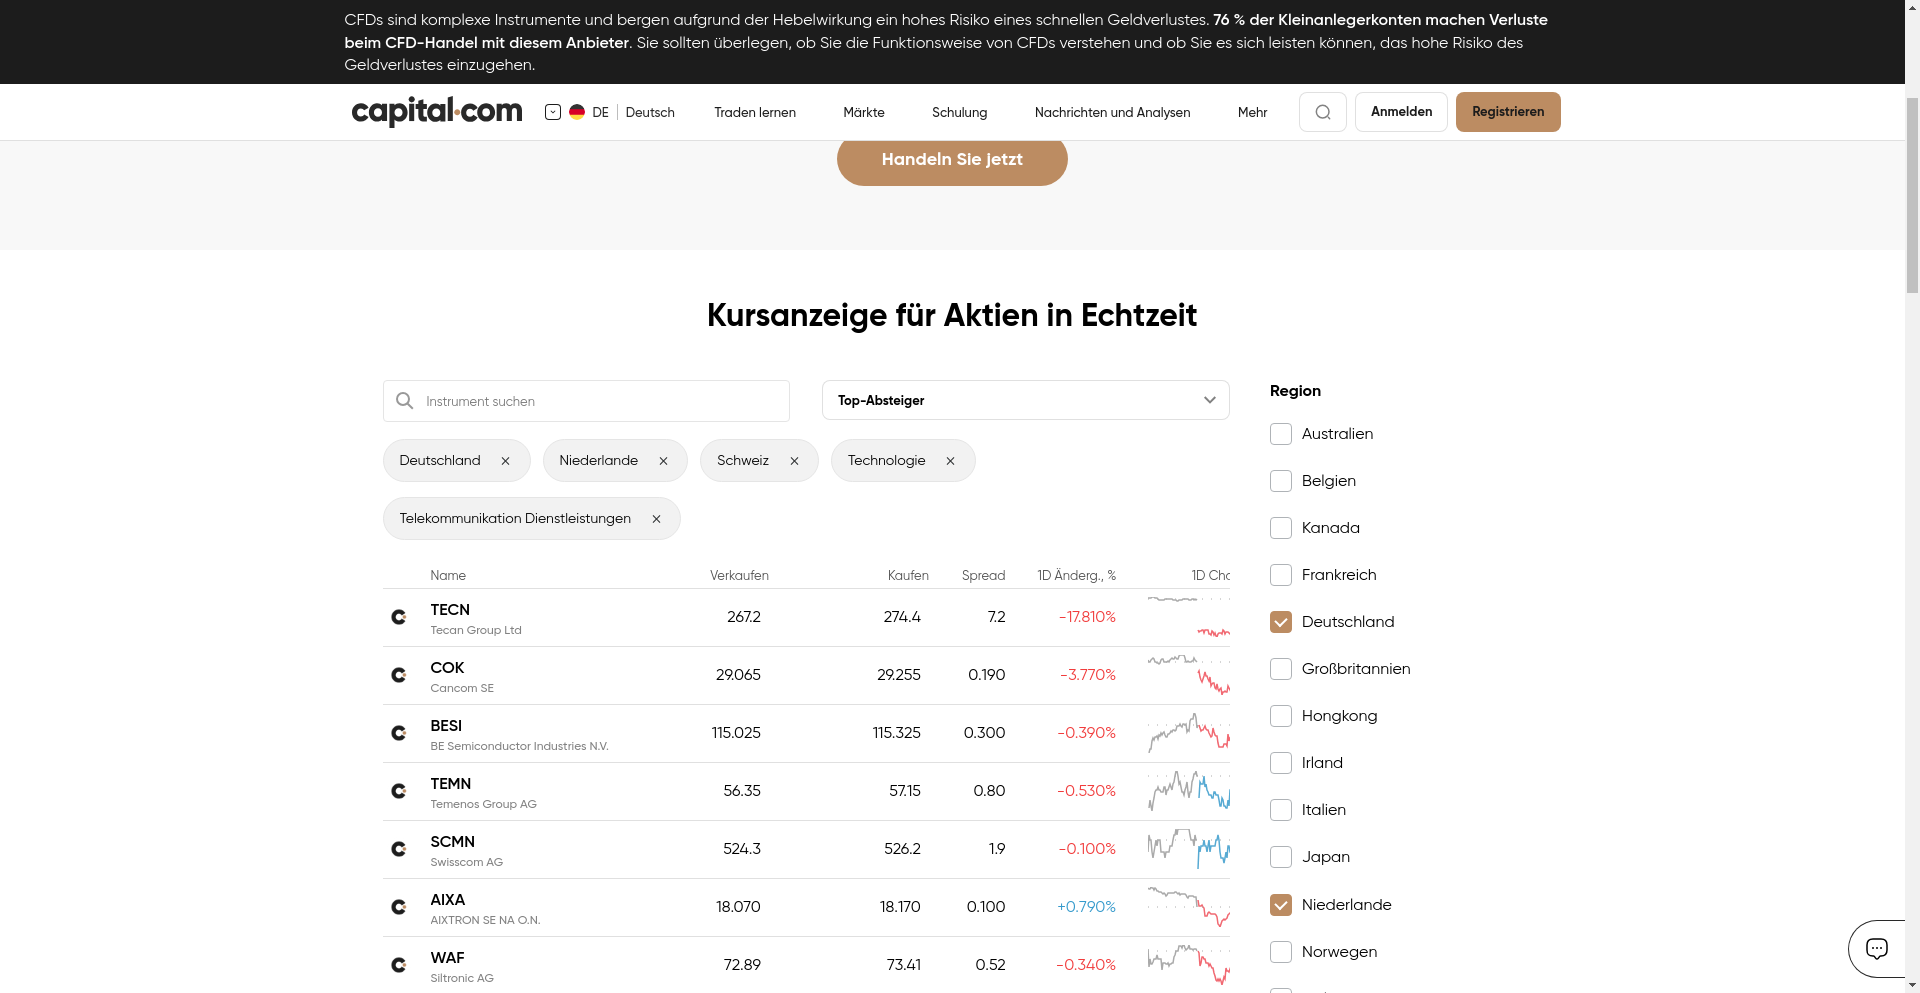 CFDs sind komplexe Instrumente und bergen aufgrund der Hebelwirkung ein hohes Risiko eines schnellen Geldverlustes. 76 % der Kleinanlegerkonten machen Verluste
beim CFD-Handel mit diesem Anbieter. Sie sollten überlegen, ob Sie die Funktionsweise von CFDs verstehen und ob Sie es sich leisten können, das hohe Risiko des
Geldverlustes einzugehen.
capital.com DE Deutsch Traden lernen Märkte Schulung Nachrichten und Analysen Mehr Anmelden Registrieren
Handeln Sie jetzt
Kursanzeige für Aktien in Echtzeit
Instrument suchen
Top-Absteiger
Deutschland
Niederlande
Schweiz
Technologie
Telekommunikation Dienstleistungen
Name Verkaufen Kaufen Spread 1D Änderg., % 1D Cha
TECN 267.2 274.4 7.2 -17.810%
Tecan Group Ltd
COK 29.065 29.255 0.190 -3.770%
Cancom SE
BESI 115.025 115.325 0.300 -0.390%
BE Semiconductor Industries N.V.
TEMN 56.35 57.15 0.80 -0.530%
Temenos Group AG
SCMN 524.3 526.2 1.9 -0.100%
Swisscom AG
AIXA 18.070 18.170 0.100 +0.790%
AIXTRON SE NA O.N.
WAF 72.89 73.41 0.52 -0.340%
Siltronic AG
Region
Australien
Belgien
Kanada
Frankreich
Deutschland
Großbritannien
Hongkong
Irland
Italien
Japan
Niederlande
Norwegen